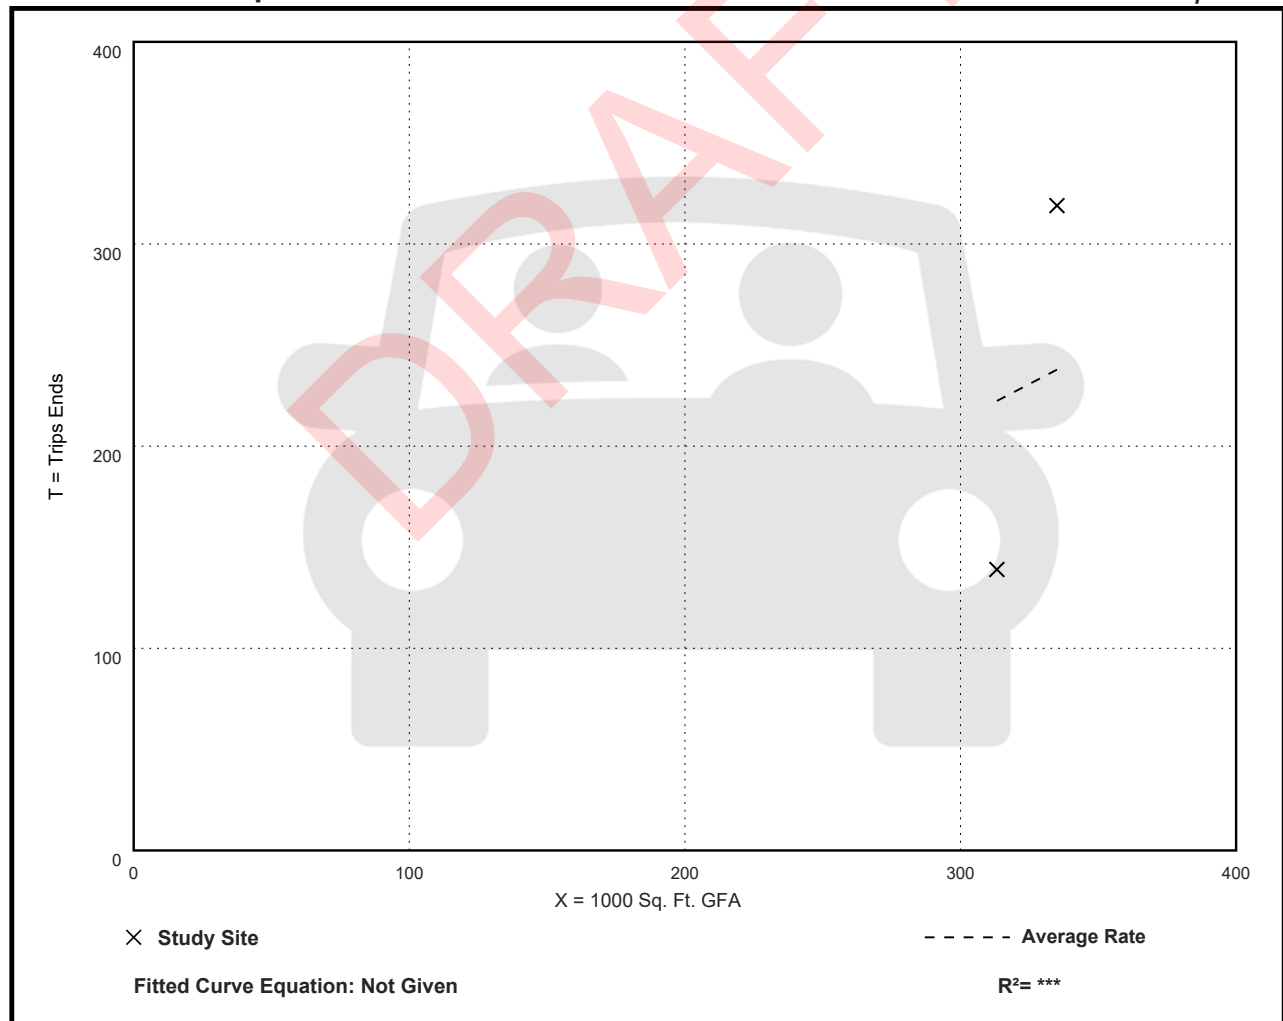 400
300
200
100
0
T = Trips Ends
0 100 200 300 400
X = 1000 Sq. Ft. GFA
Study Site
Average Rate
Fitted Curve Equation: Not Given
R²= ***
DRAF